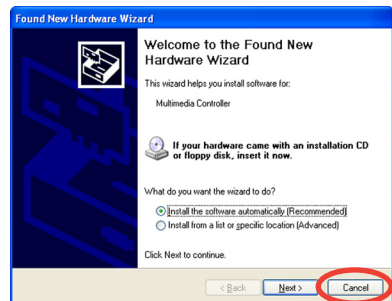 Found New Hardware Wizard
Welcome to the Found New
Hardware Wizard
This wizard helps you install software for:
Multimedia Controller
If your hardware came with an installation CD
or floppy disk, insert it now.
What do you want the wizard to do?
Install the software automatically (Recommended)
Install from a list or specific location (Advanced)
Click Next to continue.
< Back Next > Cancel